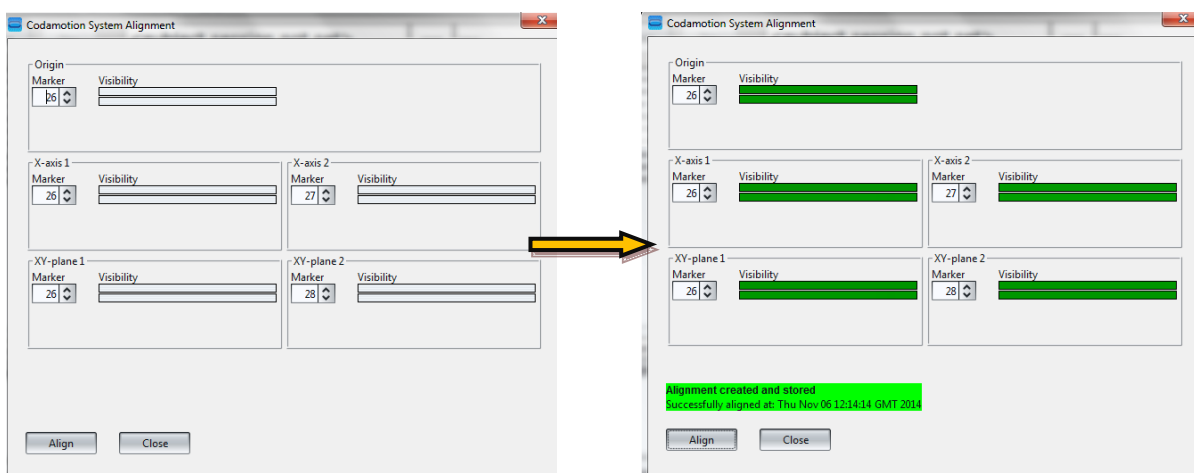 Codamotion System Alignment
Origin
Marker Visibility
26
X-axis 1 X-axis 2
Marker Visibility Marker Visibility
26 27
XY-plane 1 XY-plane 2
Marker Visibility Marker Visibility
26 28
Align Close
Codamotion System Alignment
Origin
Marker Visibility
26
X-axis 1 X-axis 2
Marker Visibility Marker Visibility
26 27
XY-plane 1 XY-plane 2
Marker Visibility Marker Visibility
26 28
Alignment created and stored
Successfully aligned at: Thu Nov 06 12:14:14 GMT 2014
Align Close